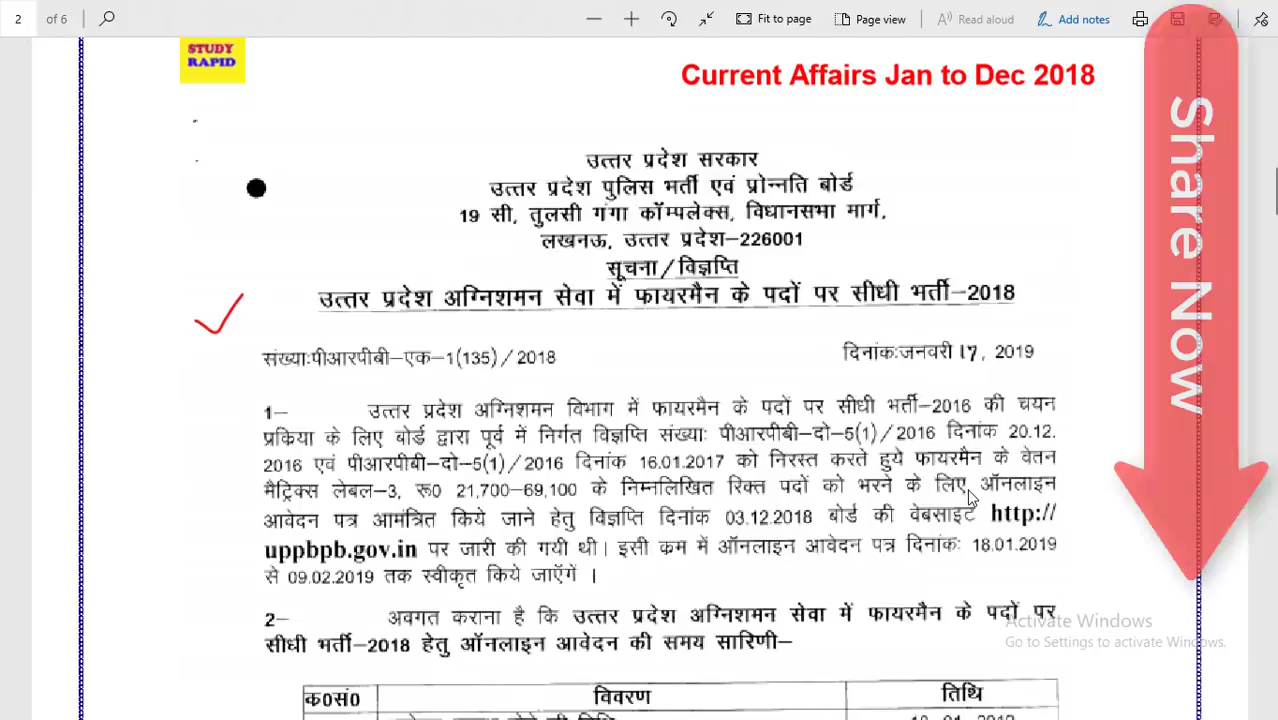 2 of 6 Fit to page Page view Read aloud Add notes
STUDY
RAPID
Current Affairs Jan to Dec 2018
उत्तर प्रदेश सरकार
उत्तर प्रदेश पुलिस भर्ती एवं प्रोन्नति बोर्ड
19 सी, तुलसी गंगा कॉम्पलेक्स, विधानसभा मार्ग,
लखनऊ, उत्तर प्रदेश–226001
सूचना/विज्ञप्ति
उत्तर प्रदेश अग्निशमन सेवा में फायरमैन के पदों पर सीधी भर्ती–2018
संख्याःपीआरपीबी–एक–1(135)/2018 दिनांकःजनवरी 17, 2019
1– उत्तर प्रदेश अग्निशमन विभाग में फायरमैन के पदों पर सीधी भर्ती–2016 की चयन
प्रकिया के लिए बोर्ड द्वारा पूर्व में निर्गत विज्ञप्ति संख्याः पीआरपीबी–दो–5(1)/2016 दिनांक 20.12.
2016 एवं पीआरपीबी–दो–5(1)/2016 दिनांक 16.01.2017 को निरस्त करते हुये फायरमैन के वेतन
मैट्रिक्स लेबल–3, रू0 21,700–69,100 के निम्नलिखित रिक्त पदों को भरने के लिए ऑनलाइन
आवेदन पत्र आमंत्रित किये जाने हेतु विज्ञप्ति दिनांक 03.12.2018 बोर्ड की वेबसाइट http://
uppbpb.gov.in पर जारी की गयी थी। इसी कम में ऑनलाइन आवेदन पत्र दिनांकः 18.01.2019
से 09.02.2019 तक स्वीकृत किये जाएँगें ।
2– अवगत कराना है कि उत्तर प्रदेश अग्निशमन सेवा में फायरमैन के पदों पर
सीधी भर्ती–2018 हेतु ऑनलाइन आवेदन की समय सारिणी–
क0सं0 विवरण तिथि
Share Now
Activate Windows
Go to Settings to activate Windows.